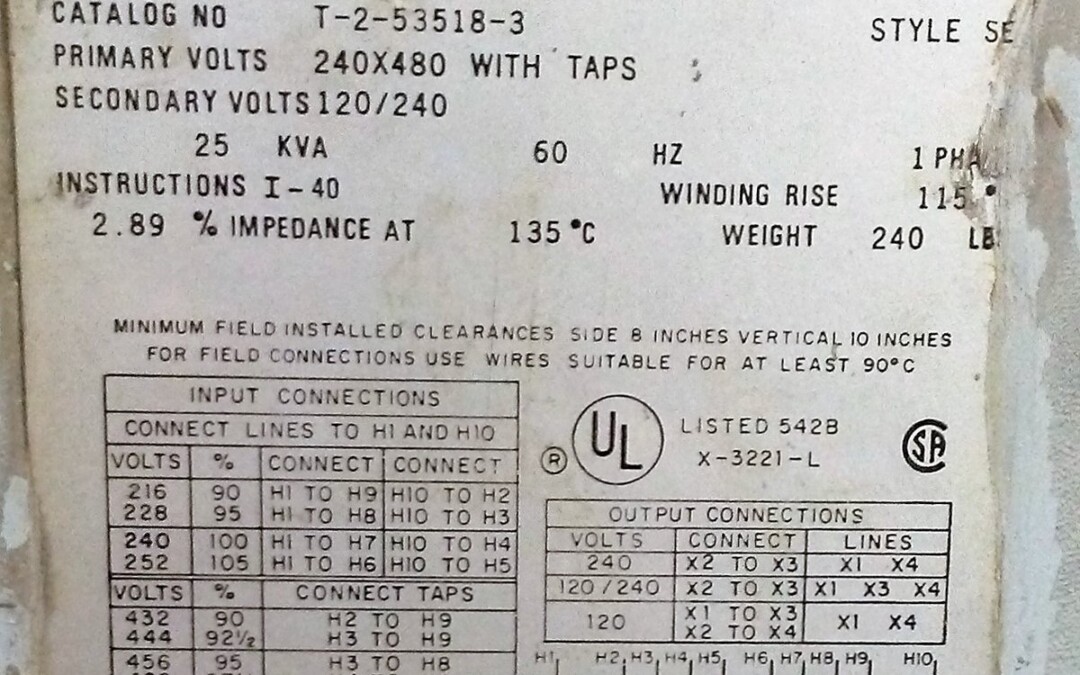 CATALOG NO T-2-53518-3 STYLE SE
PRIMARY VOLTS 240X480 WITH TAPS
SECONDARY VOLTS 120/240
25 KVA 60 HZ 1 PHA
INSTRUCTIONS I-40 WINDING RISE 115°
2.89 % IMPEDANCE AT 135°C WEIGHT 240 LB
MINIMUM FIELD INSTALLED CLEARANCES SIDE 8 INCHES VERTICAL 10 INCHES
FOR FIELD CONNECTIONS USE WIRES SUITABLE FOR AT LEAST 90°C
INPUT CONNECTIONS
CONNECT LINES TO H1 AND H10
VOLTS % CONNECT CONNECT
216 90 H1 TO H9 H10 TO H2
228 95 H1 TO H8 H10 TO H3
240 100 H1 TO H7 H10 TO H4
252 105 H1 TO H6 H10 TO H5
VOLTS % CONNECT TAPS
432 90 H2 TO H9
444 92½ H3 TO H9
456 95 H3 TO H8
® UL LISTED 542B
X-3221-L
SA
OUTPUT CONNECTIONS
VOLTS CONNECT LINES
240 X2 TO X3 X1 X4
120/240 X2 TO X3 X1 X3 X4
120 X1 TO X3 X1 X4
X2 TO X4
H1 H2 H3 H4 H5 H6 H7 H8 H9 H10